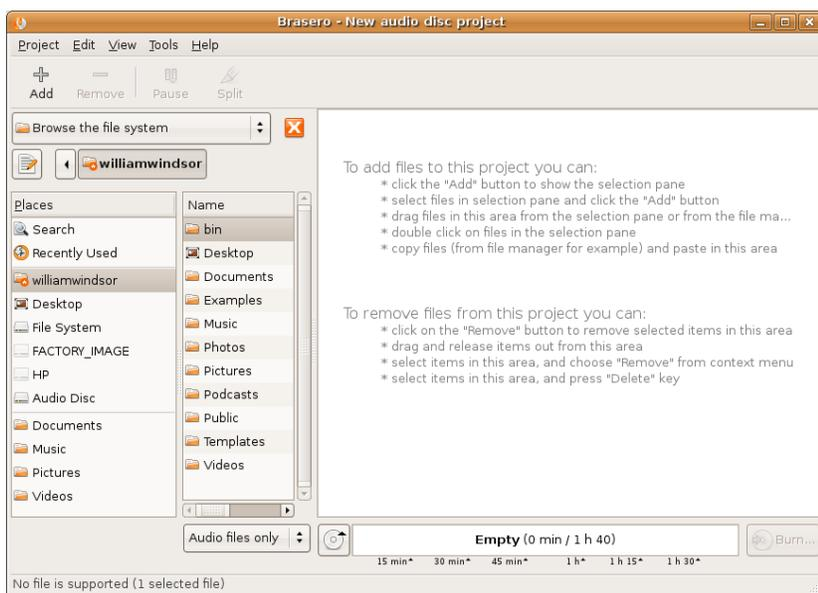 Brasero - New audio disc project
Project Edit View Tools Help
Add Remove Pause Split
Browse the file system
williamwindsor
Places
Search
Recently Used
williamwindsor
Desktop
File System
FACTORY_IMAGE
HP
Audio Disc
Documents
Music
Pictures
Videos
Name
bin
Desktop
Documents
Examples
Music
Photos
Pictures
Podcasts
Public
Templates
Videos
Audio files only
To add files to this project you can:
* click the "Add" button to show the selection pane
* select files in selection pane and click the "Add" button
* drag files in this area from the selection pane or from the file ma...
* double click on files in the selection pane
* copy files (from file manager for example) and paste in this area
To remove files from this project you can:
* click on the "Remove" button to remove selected items in this area
* drag and release items out from this area
* select items in this area, and choose "Remove" from context menu
* select items in this area, and press "Delete" key
Empty (0 min / 1 h 40)
Burn...
15 min 30 min 45 min 1 h 1 h 15 1 h 30
No file is supported (1 selected file)